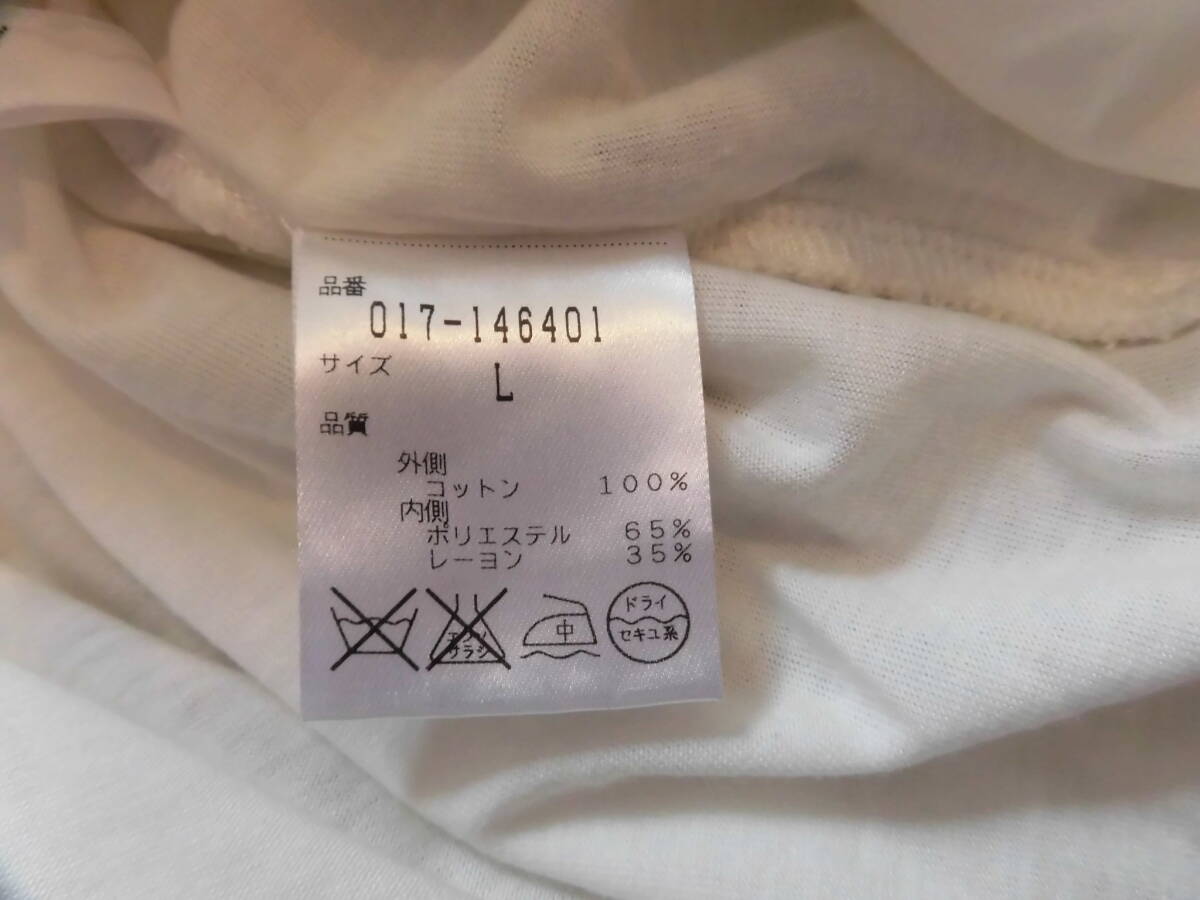 品番
017-146401
サイズ
L
品質
外側
コットン 100%
内側
ポリエステル 65%
レーヨン 35%
エンソ
サラシ
中
ドライ
セキユ系